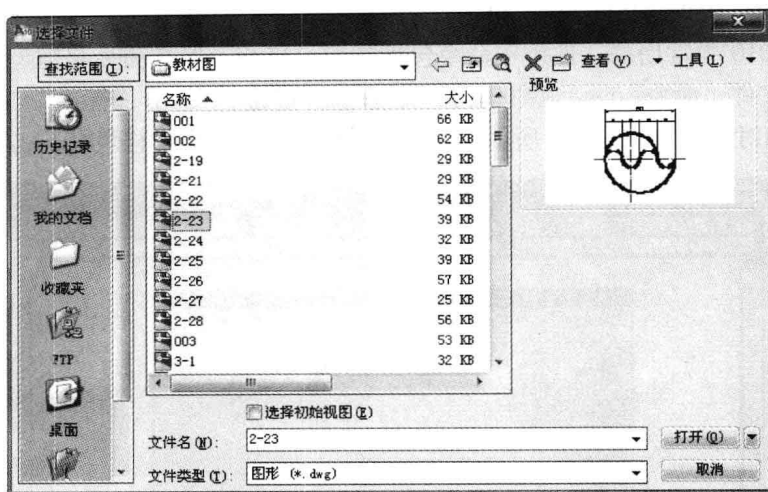 选择文件
查找范围(I): 教材图 查看(V) 工具(L)
预览
名称 大小
001 66 KB
002 62 KB
2-19 29 KB
2-21 29 KB
2-22 54 KB
2-23 39 KB
2-24 32 KB
2-25 39 KB
2-26 57 KB
2-27 25 KB
2-28 56 KB
003 53 KB
3-1 32 KB
历史记录
我的文档
收藏夹
FTP
桌面
选择初始视图(E)
文件名(N): 2-23 打开(O)
文件类型(T): 图形 (*.dwg) 取消